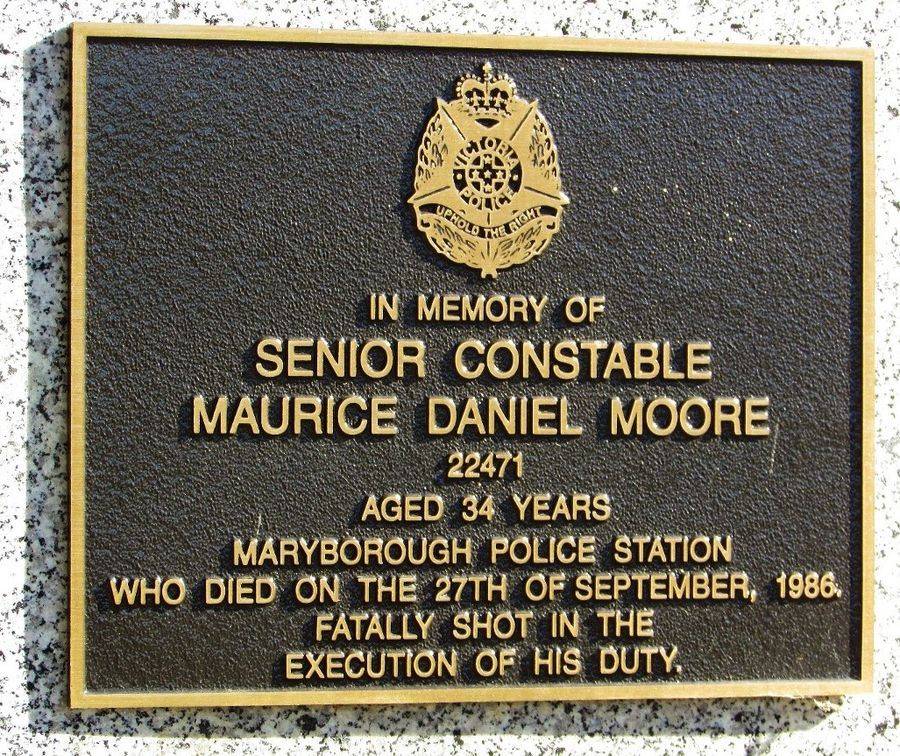 VICTORIA
POLICE
UPHOLD THE RIGHT
IN MEMORY OF
SENIOR CONSTABLE
MAURICE DANIEL MOORE
22471
AGED 34 YEARS
MARYBOROUGH POLICE STATION
WHO DIED ON THE 27TH OF SEPTEMBER, 1986.
FATALLY SHOT IN THE
EXECUTION OF HIS DUTY.